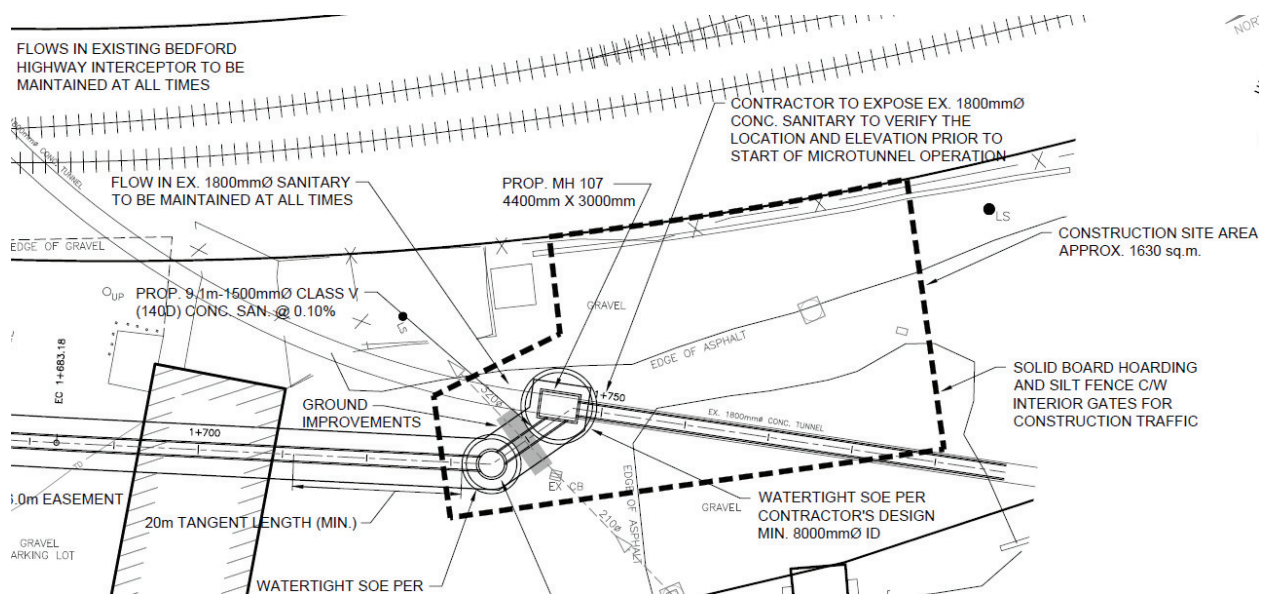 FLOWS IN EXISTING BEDFORD
HIGHWAY INTERCEPTOR TO BE
MAINTAINED AT ALL TIMES
CONC. TUNNEL
FLOW IN EX. 1800mmØ SANITARY
TO BE MAINTAINED AT ALL TIMES
PROP. MH 107
4400mm X 3000mm
CONTRACTOR TO EXPOSE EX. 1800mmØ
CONC. SANITARY TO VERIFY THE
LOCATION AND ELEVATION PRIOR TO
START OF MICROTUNNEL OPERATION
LS
CONSTRUCTION SITE AREA
APPROX. 1630 sq.m.
EDGE OF GRAVEL
UP
PROP. 9.1m-1500mmØ CLASS V
(140D) CONC. SAN. @ 0.10%
LS
GRAVEL
EDGE OF ASPHALT
EC 1+683.18
SOLID BOARD HOARDING
AND SILT FENCE C/W
INTERIOR GATES FOR
CONSTRUCTION TRAFFIC
GROUND
IMPROVEMENTS
320ø
1+750
EX. 1800mmø CONC. TUNNEL
1+700
6.0m EASEMENT
20m TANGENT LENGTH (MIN.)
EX CB
210ø
EDGE OF ASPHALT
GRAVEL
WATERTIGHT SOE PER
CONTRACTOR'S DESIGN
MIN. 8000mmØ ID
GRAVEL
ARKING LOT
WATERTIGHT SOE PER
NOR